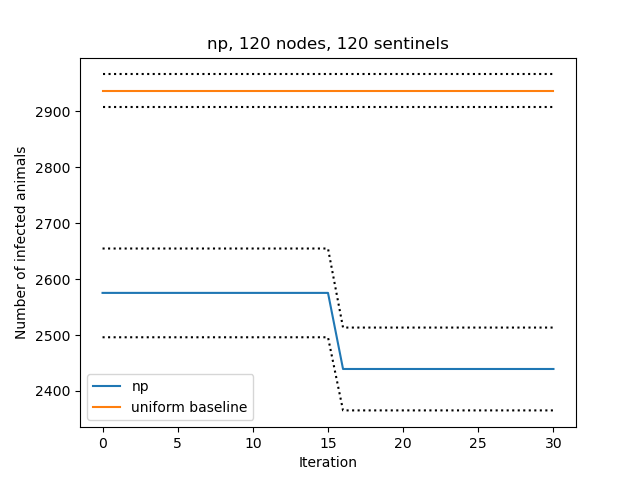 np, 120 nodes, 120 sentinels
Number of infected animals
2900
2800
2700
2600
2500
2400
np
uniform baseline
0 5 10 15 20 25 30
Iteration